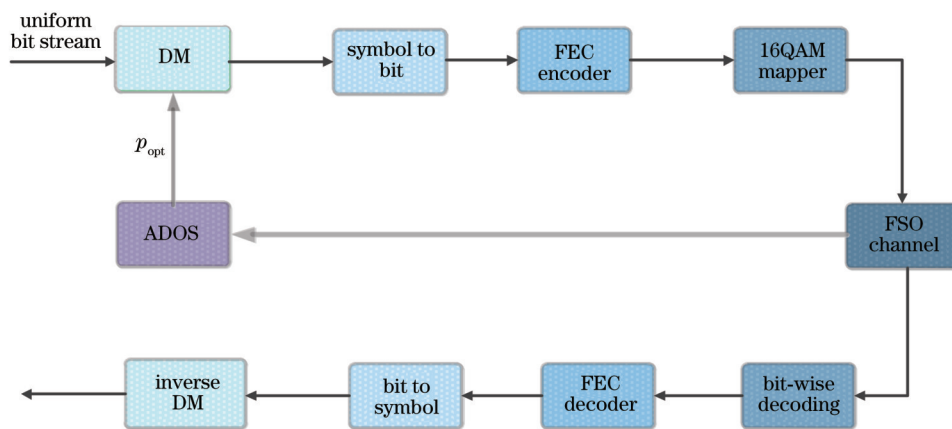 uniform
bit stream
DM
symbol to
bit
FEC
encoder
16QAM
mapper
p_opt
ADOS
FSO
channel
inverse
DM
bit to
symbol
FEC
decoder
bit-wise
decoding